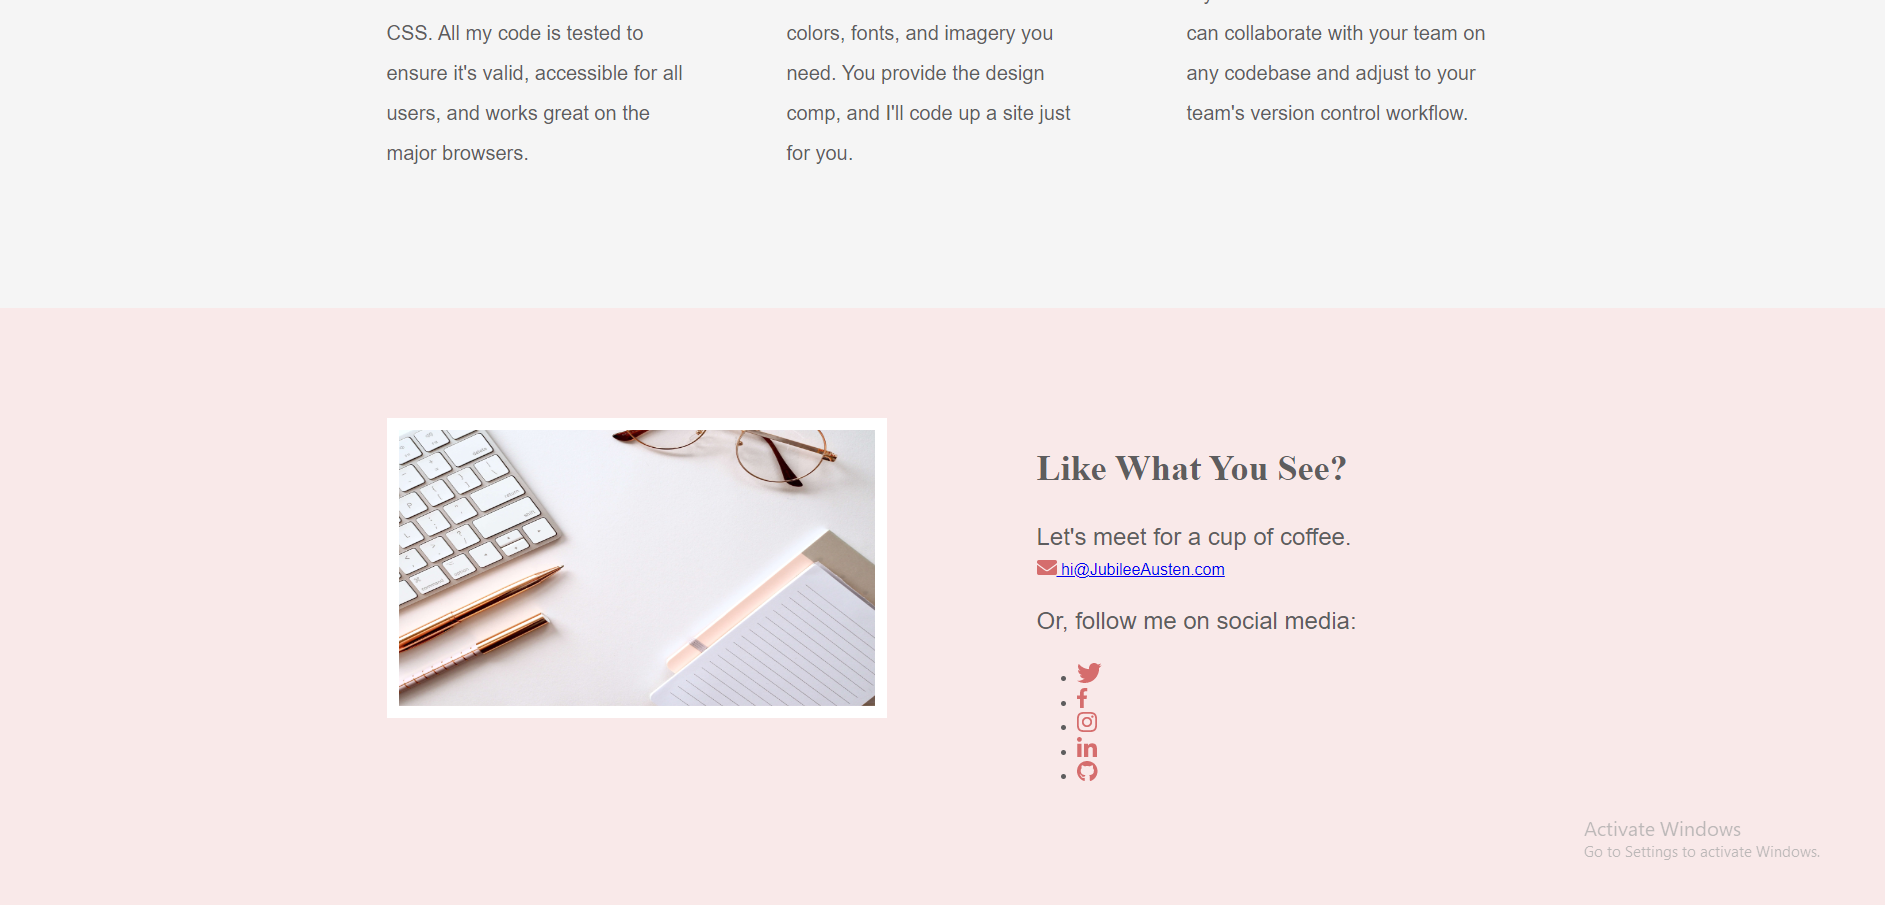 CSS. All my code is tested to
ensure it's valid, accessible for all
users, and works great on the
major browsers.
colors, fonts, and imagery you
need. You provide the design
comp, and I'll code up a site just
for you.
can collaborate with your team on
any codebase and adjust to your
team's version control workflow.
Like What You See?
Let's meet for a cup of coffee.
hi@JubileeAusten.com
Or, follow me on social media:
Activate Windows
Go to Settings to activate Windows.